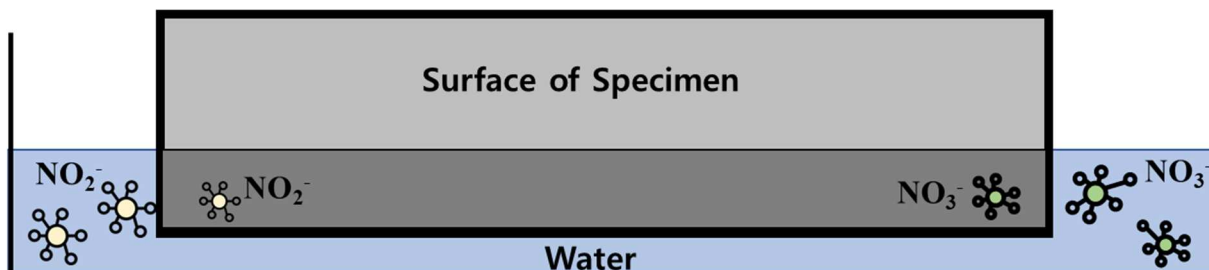 Surface of Specimen
NO₂⁻
NO₂⁻
NO₃⁻
NO₃⁻
Water